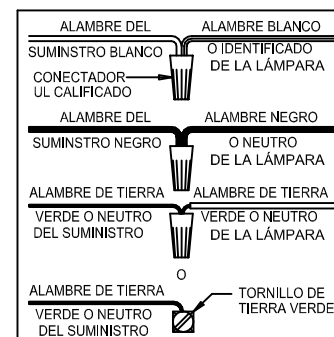 ALAMBRE DEL ALAMBRE BLANCO
SUMINSTRO BLANCO O IDENTIFICADO
DE LA LÁMPARA
CONECTADOR
UL CALIFICADO
ALAMBRE DEL ALAMBRE NEGRO
SUMINSTRO NEGRO O NEUTRO
DE LA LÁMPARA
ALAMBRE DE TIERRA ALAMBRE DE TIERRA
VERDE O NEUTRO VERDE O NEUTRO
DEL SUMINISTRO DE LA LÁMPARA
O
ALAMBRE DE TIERRA TORNILLO DE
TIERRA VERDE
VERDE O NEUTRO
DEL SUMINISTRO